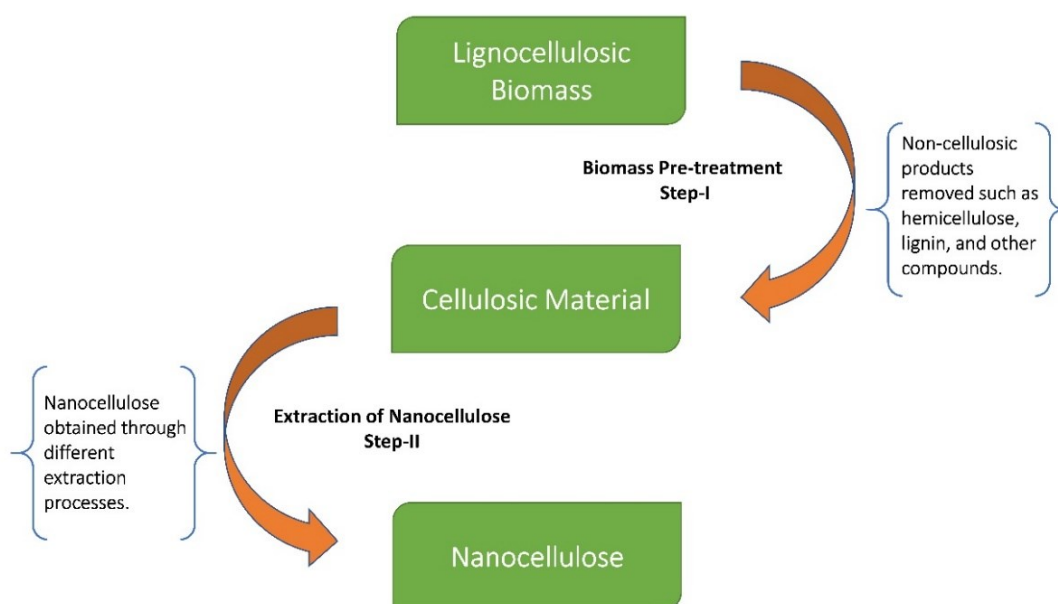 Lignocellulosic
Biomass
Biomass Pre-treatment
Step-I
Non-cellulosic
products
removed such as
hemicellulose,
lignin, and other
compounds.
Cellulosic Material
Nanocellulose
obtained through
different
extraction
processes.
Extraction of Nanocellulose
Step-II
Nanocellulose